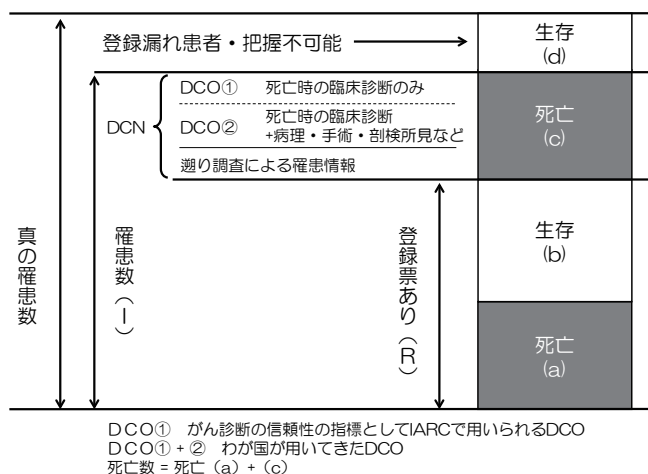 登録漏れ患者・把握不可能
生存
(d)
DCN
DCO① 死亡時の臨床診断のみ
DCO② 死亡時の臨床診断
+病理・手術・剖検所見など
遡り調査による罹患情報
死亡
(c)
真の罹患数
罹患数(I)
登録票あり(R)
生存
(b)
死亡
(a)
DCO① がん診断の信頼性の指標としてIARCで用いられるDCO
DCO①+② わが国が用いてきたDCO
死亡数 = 死亡 (a) + (c)